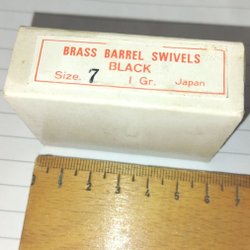 BRASS BARREL SWIVELS
BLACK
Size. 7 1 Gr. Japan
1 2 3 4 5 6 7